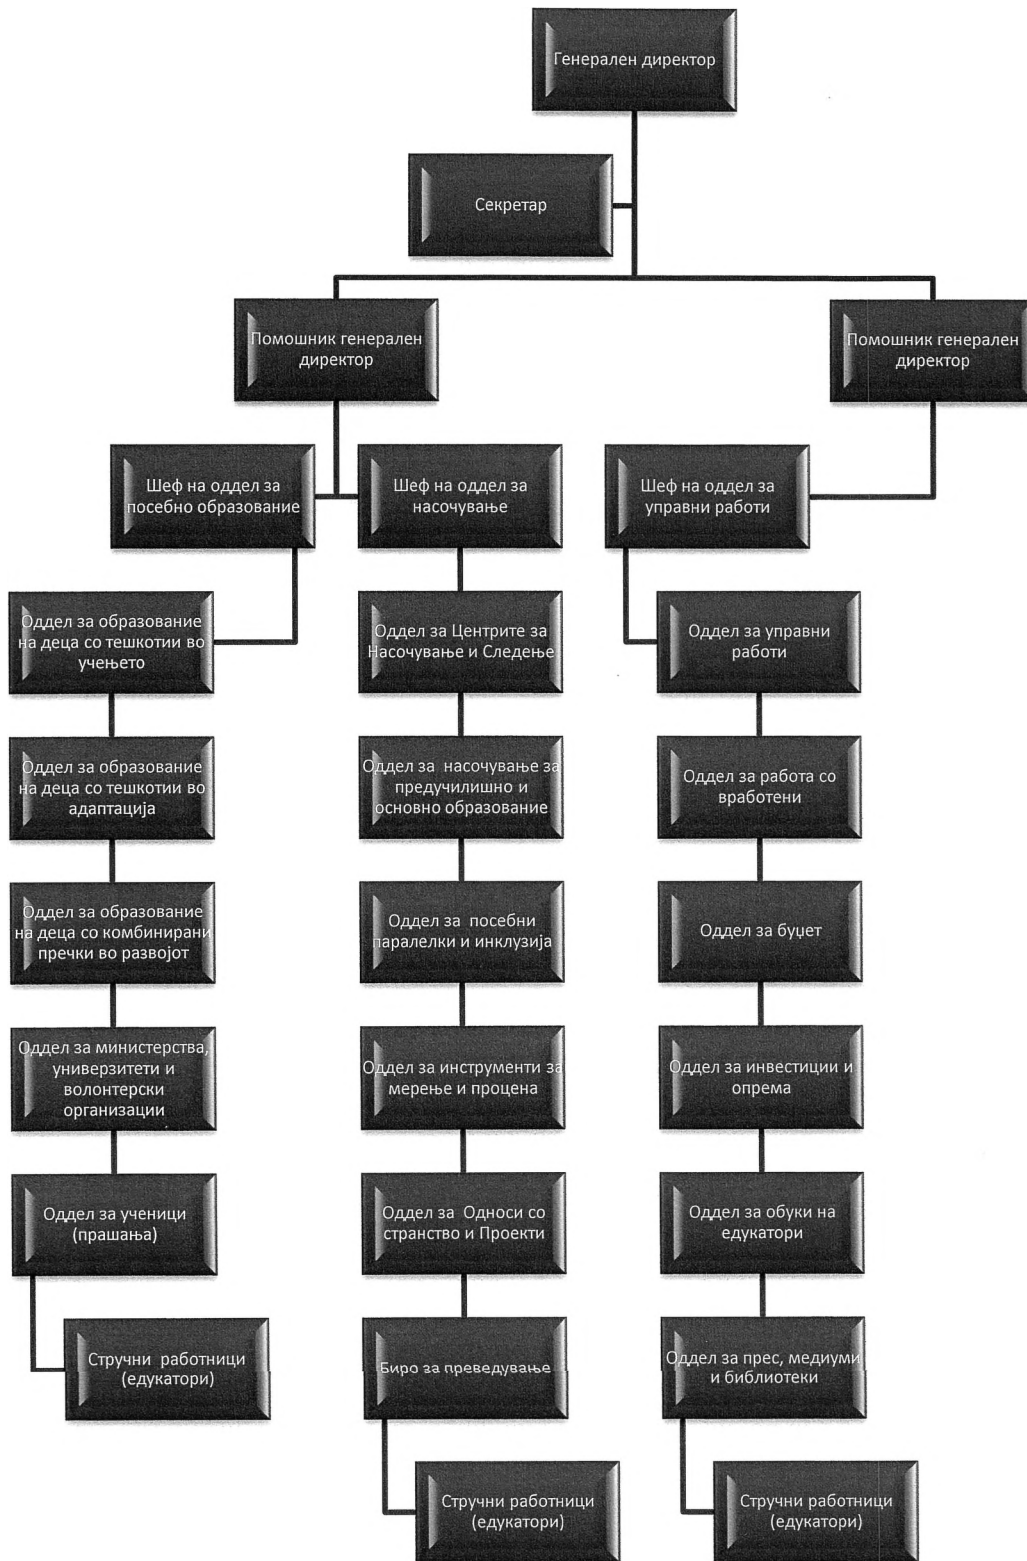 Генерален директор
Секретар
Помошник генерален
директор
Помошник генерален
директор
Шеф на оддел за
посебно образование
Шеф на оддел за
насочување
Шеф на оддел за
управни работи
Оддел за образование
на деца со тешкотии во
учењето
Оддел за Центрите за
Насочување и Следење
Оддел за управни
работи
Оддел за образование
на деца со тешкотии во
адаптација
Оддел за насочување за
предучилишно и
основно образование
Оддел за работа со
вработени
Оддел за образование
на деца со комбинирани
пречки во развојот
Оддел за посебни
паралелки и инклузија
Оддел за буџет
Оддел за министерства,
универзитети и
волонтерски
организации
Оддел за инструменти за
мерење и процена
Оддел за инвестиции и
опрема
Оддел за ученици
(прашања)
Оддел за Односи со
странство и Проекти
Оддел за обуки на
едукатори
Стручни работници
(едукатори)
Биро за преведување
Оддел за прес, медиуми
и библиотеки
Стручни работници
(едукатори)
Стручни работници
(едукатори)